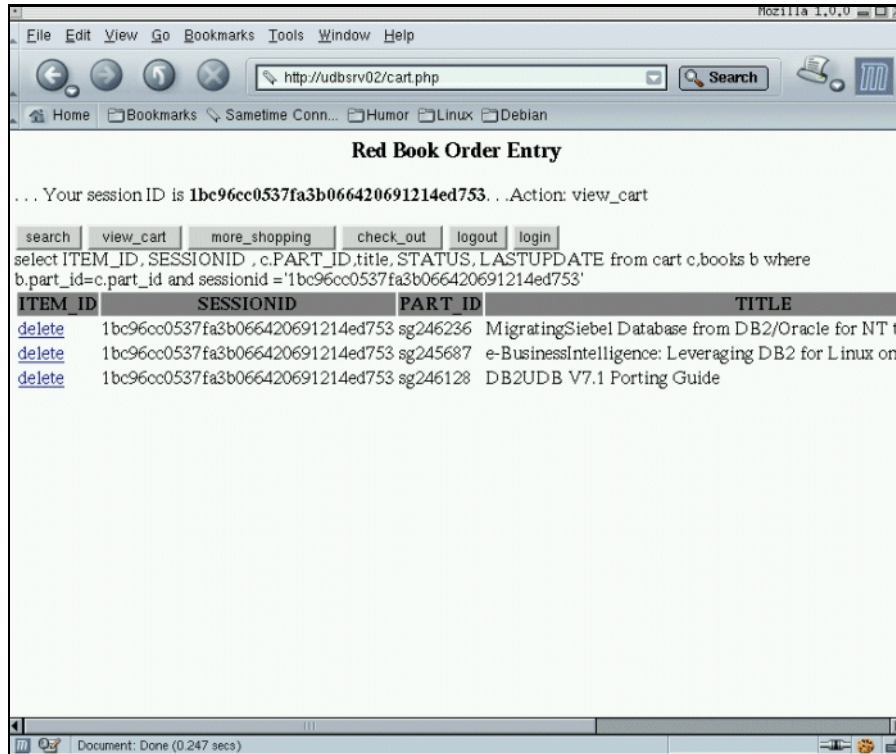 Mozilla 1.0.0
File Edit View Go Bookmarks Tools Window Help
http://udbsrv02/cart.php Search
Home Bookmarks Sametime Conn... Humor Linux Debian
Red Book Order Entry
. . . Your session ID is 1bc96cc0537fa3b066420691214ed753. . .Action: view_cart
search view_cart more_shopping check_out logout login
select ITEM_ID, SESSIONID , c.PART_ID,title, STATUS, LASTUPDATE from cart c,books b where
b.part_id=c.part_id and sessionid ='1bc96cc0537fa3b066420691214ed753'
ITEM_ID SESSIONID PART_ID TITLE
delete 1bc96cc0537fa3b066420691214ed753 sg246236 MigratingSiebel Database from DB2/Oracle for NT t
delete 1bc96cc0537fa3b066420691214ed753 sg245687 e-BusinessIntelligence: Leveraging DB2 for Linux on
delete 1bc96cc0537fa3b066420691214ed753 sg246128 DB2UDB V7.1 Porting Guide
Document: Done (0.247 secs)